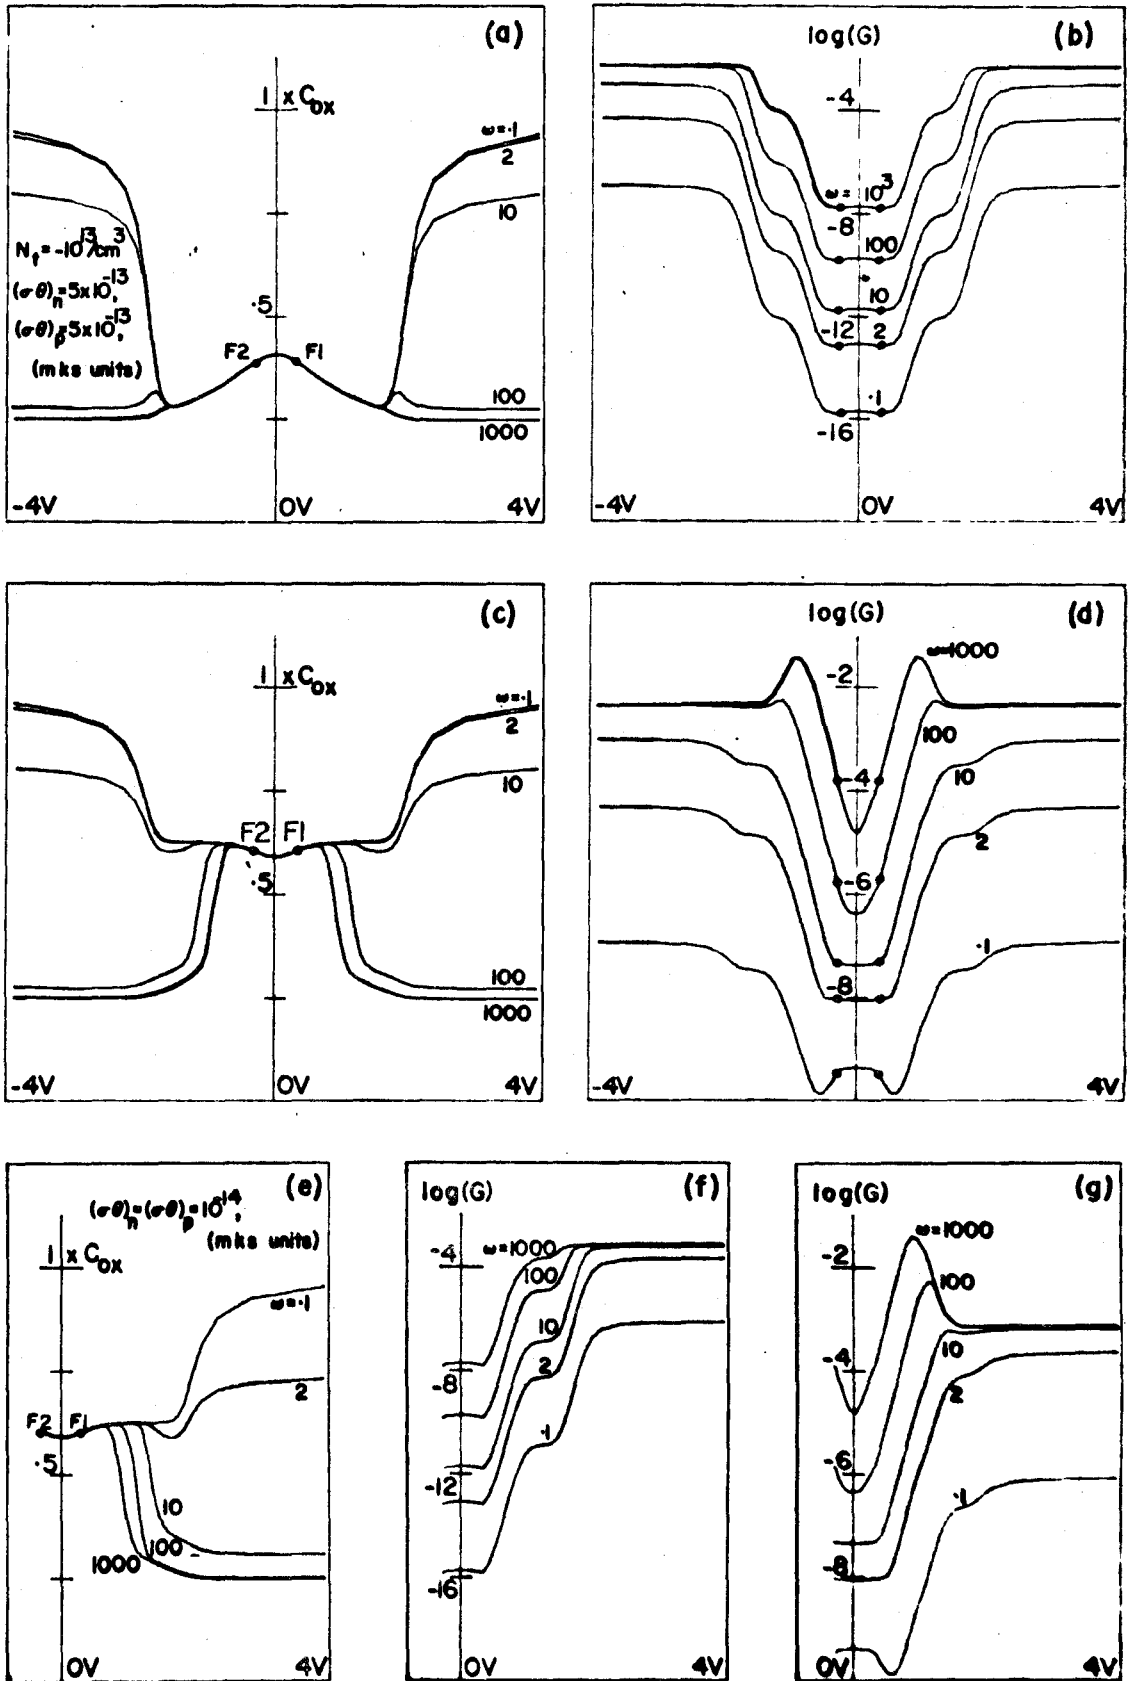 (a)
1 x Cox
ω=·1
2
10
N_t = -10^13/cm^3
(σθ)_n = 5x10^-13,
(σθ)_p = 5x10^-13,
(mks units)
·5
F2 F1
100
1000
-4V 0V 4V
(b)
log(G)
-4
ω= 10^3
-8
100
10
-12 2
·1
-16
0V 4V
(c)
1 x Cox
ω=·1
2
10
F2 F1
·5
100
1000
-4V 0V 4V
(d)
log(G)
ω=1000
-2
100
-4
10
2
-6
·1
-8
-4V 4V
(e)
(σθ)_n=(σθ)_p=10^-14,
(mks units)
1 x Cox
ω=·1
2
F2 F1
·5
10
100
1000
0V 4V
(f)
log(G)
-4 ω=1000
100
10
-8 2
·1
-12
-16
0V 4V
(g)
log(G)
ω=1000
-2
100
10
-4
2
-6
·1
-8
0V 4V